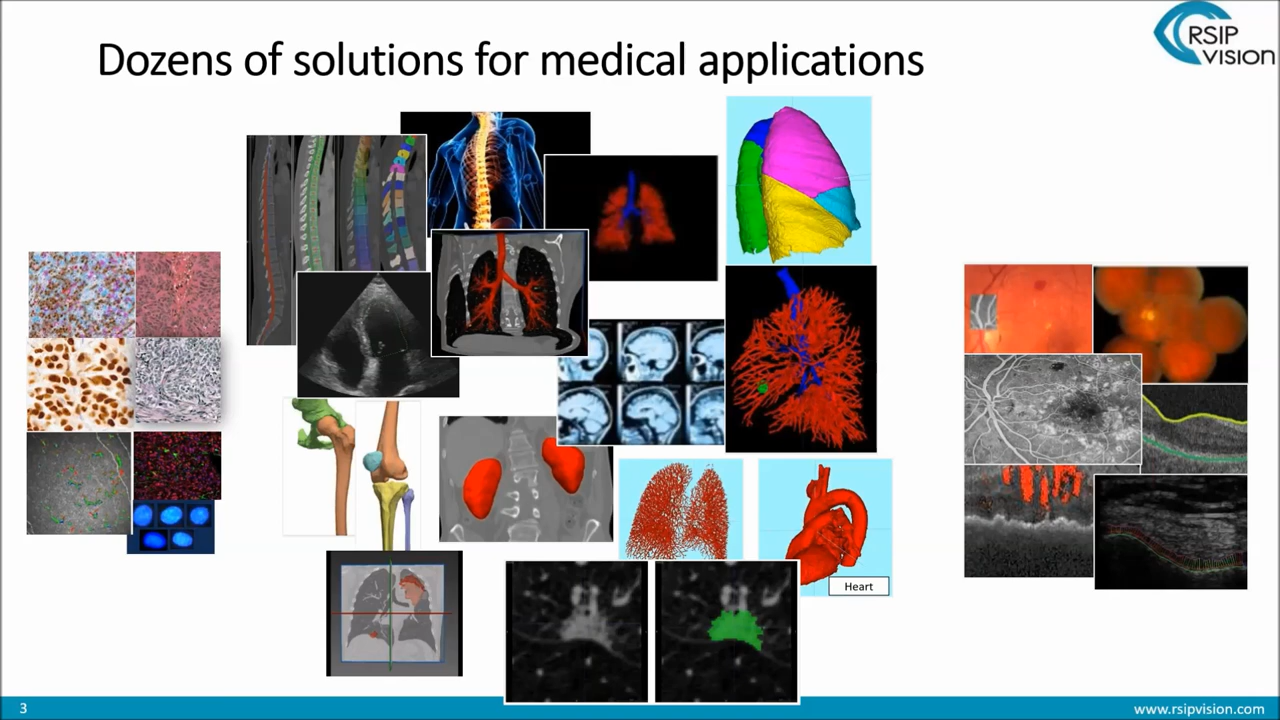 Dozens of solutions for medical applications
RSIP
VISION
Heart
3
www.rsipvision.com